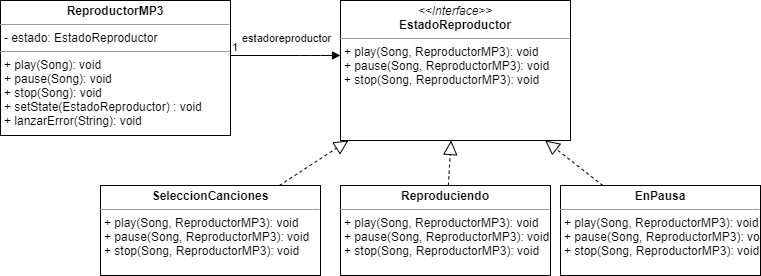 ReproductorMP3
- estado: EstadoReproductor
+ play(Song): void
+ pause(Song): void
+ stop(Song): void
+ setState(EstadoReproductor) : void
+ lanzarError(String): void
estadoreproductor
1
<<Interface>>
EstadoReproductor
+ play(Song, ReproductorMP3): void
+ pause(Song, ReproductorMP3): void
+ stop(Song, ReproductorMP3): void
SeleccionCanciones
+ play(Song, ReproductorMP3): void
+ pause(Song, ReproductorMP3): void
+ stop(Song, ReproductorMP3): void
Reproduciendo
+ play(Song, ReproductorMP3): void
+ pause(Song, ReproductorMP3): void
+ stop(Song, ReproductorMP3): void
EnPausa
+ play(Song, ReproductorMP3): void
+ pause(Song, ReproductorMP3): void
+ stop(Song, ReproductorMP3): void